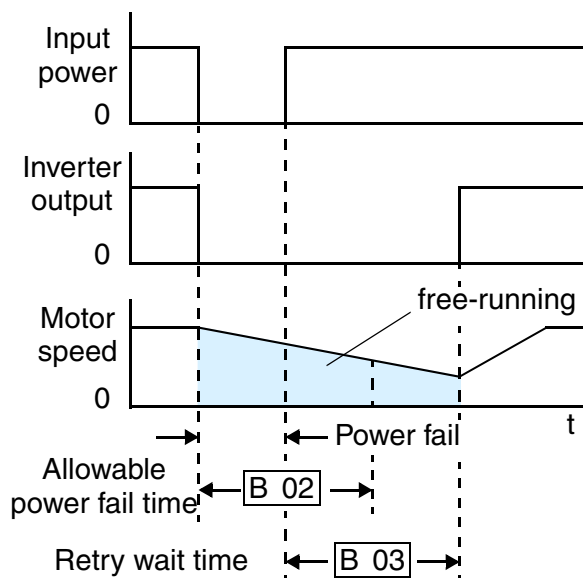 Input
power
0
Inverter
output
0
free-running
Motor
speed
0
t
Power fail
Allowable
power fail time
B 02
Retry wait time
B 03